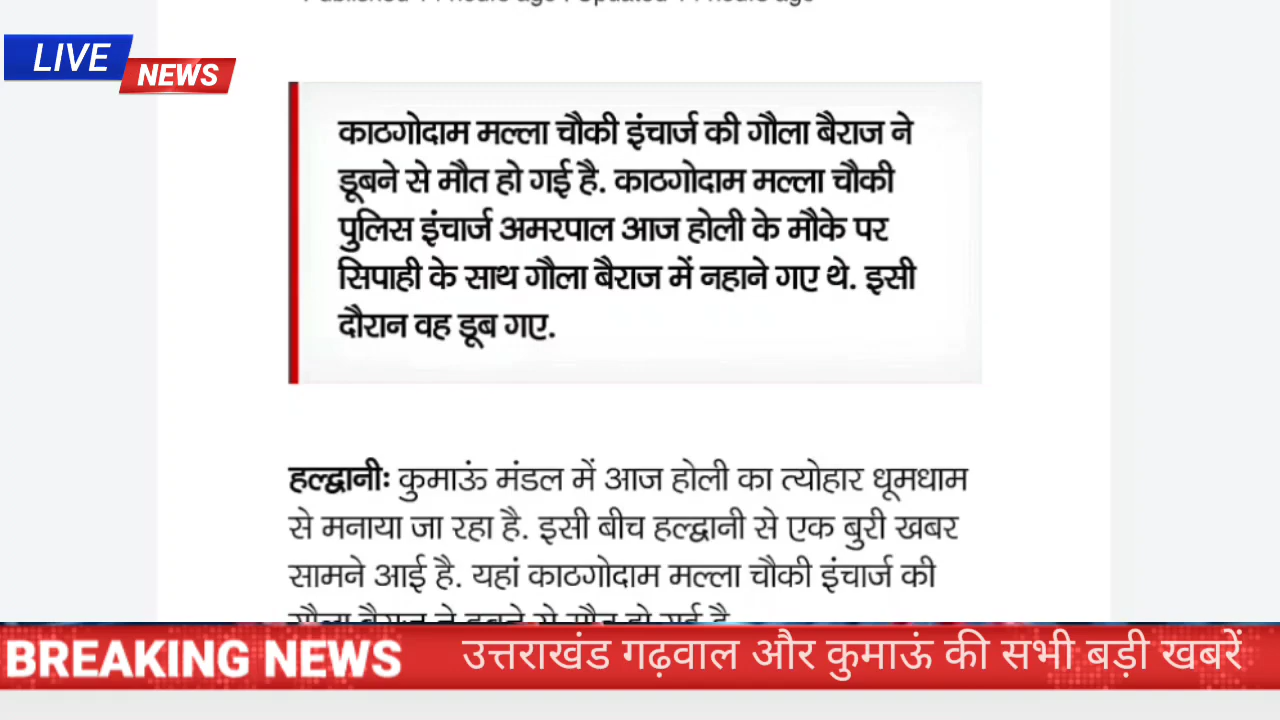 LIVE
NEWS
काठगोदाम मल्ला चौकी इंचार्ज की गौला बैराज ने
डूबने से मौत हो गई है. काठगोदाम मल्ला चौकी
पुलिस इंचार्ज अमरपाल आज होली के मौके पर
सिपाही के साथ गौला बैराज में नहाने गए थे. इसी
दौरान वह डूब गए.
हल्द्वानीः कुमाऊं मंडल में आज होली का त्योहार धूमधाम
से मनाया जा रहा है. इसी बीच हल्द्वानी से एक बुरी खबर
सामने आई है. यहां काठगोदाम मल्ला चौकी इंचार्ज की
BREAKING NEWS
उत्तराखंड गढ़वाल और कुमाऊं की सभी बड़ी खबरें